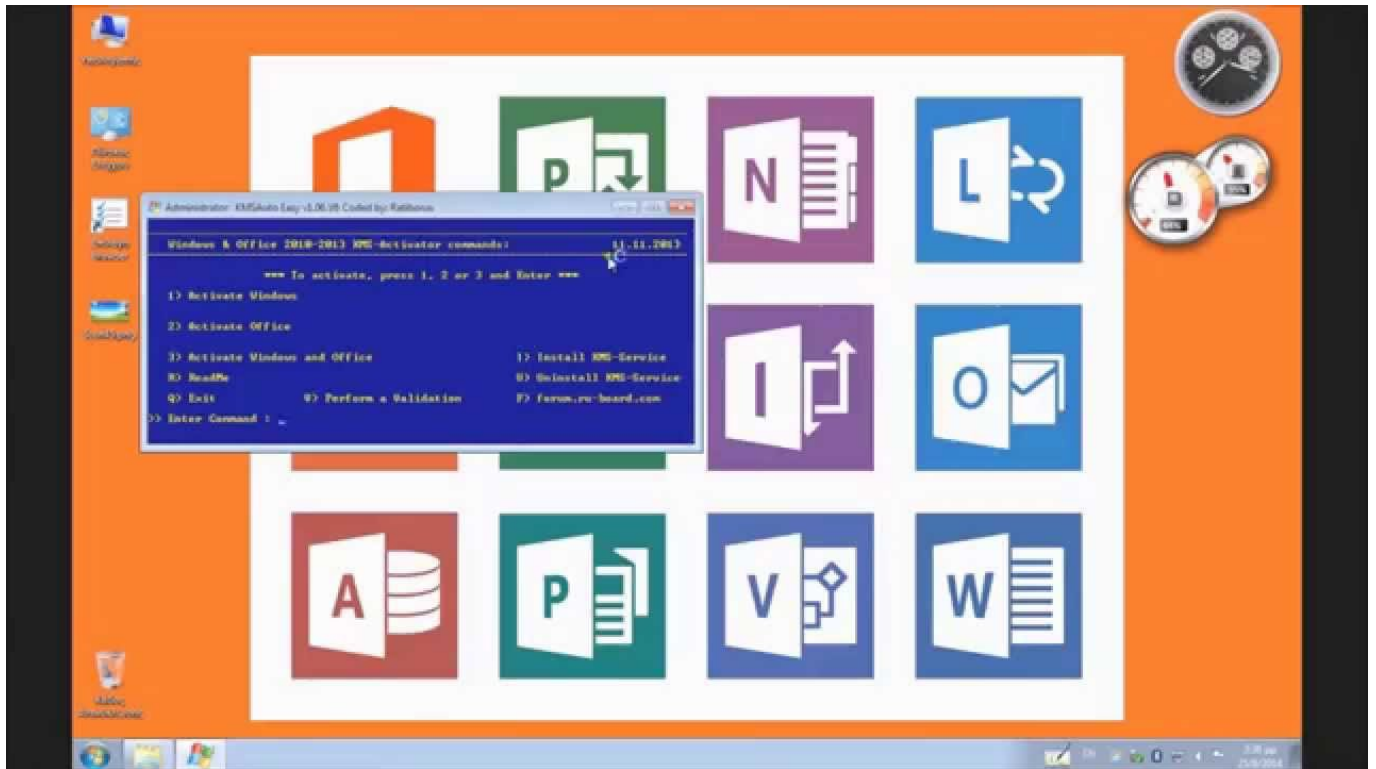 Administrator: KMSAuto Easy v1.06.V8 Coded by: Ratiborus
Windows & Office 2010-2013 KMS-Activator commands: 11.11.2013
*** To activate, press 1, 2 or 3 and Enter ***
1) Activate Windows
2) Activate Office
3) Activate Windows and Office I) Install KMS-Service
R) ReadMe U) Uninstall KMS-Service
Q) Exit V) Perform a Validation F) forum.ru-board.com
>> Enter Command : _
P
N
L
I
O
A
P
V
W
EN